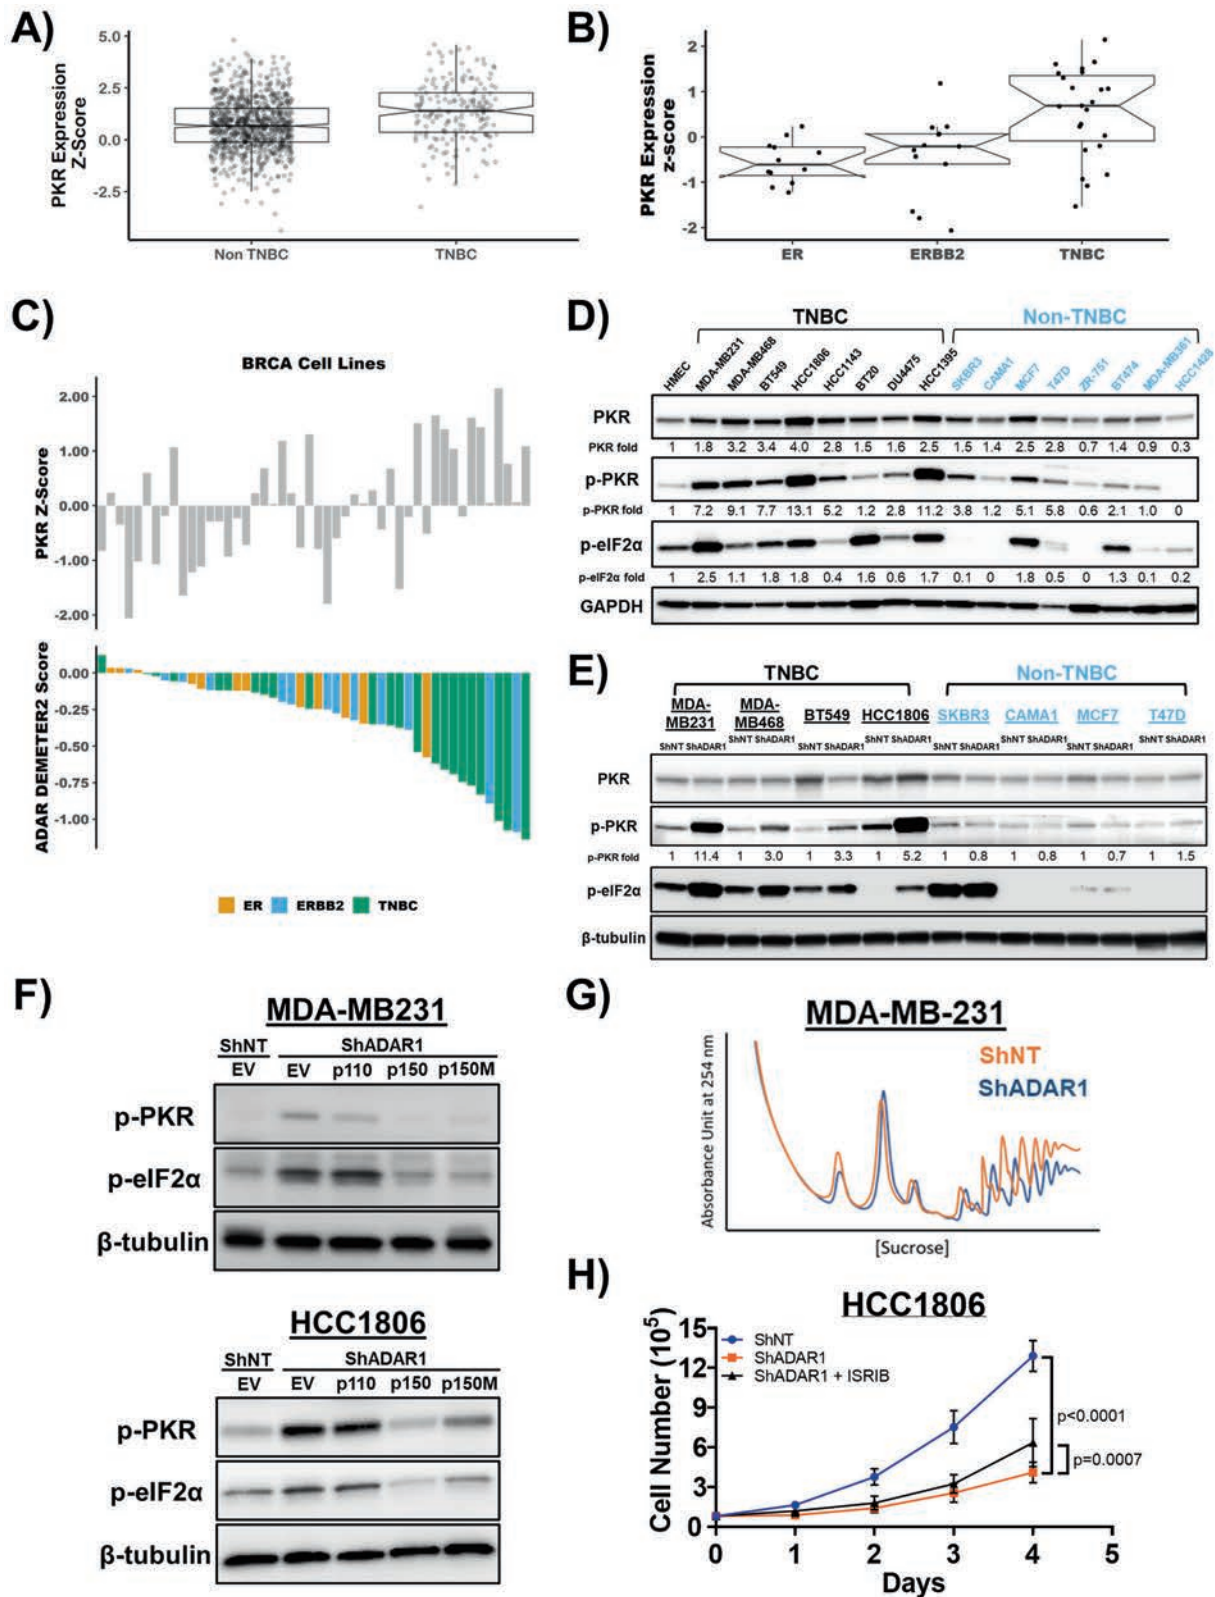 A)
PKR Expression
Z-Score
5.0
2.5
0.0
-2.5
Non TNBC
TNBC
B)
PKR Expression
z-score
2
1
0
-1
-2
ER
ERBB2
TNBC
C)
BRCA Cell Lines
PKR Z-Score
2.00
1.00
0.00
-1.00
-2.00
ADAR DEMETER2 Score
0.00
-0.25
-0.50
-0.75
-1.00
ER ERBB2 TNBC
D)
TNBC Non-TNBC
HMEC MDA-MB231 MDA-MB468 BT549 HCC1806 HCC1143 BT20 DU4475 HCC1395 SKBR3 CAMA1 MCF7 T47D ZR-751 BT474 MDA-MB361 HCC1428
PKR
PKR fold 1 1.8 3.2 3.4 4.0 2.8 1.5 1.6 2.5 1.5 1.4 2.5 2.8 0.7 1.4 0.9 0.3
p-PKR
p-PKR fold 1 7.2 9.1 7.7 13.1 5.2 1.2 2.8 11.2 3.8 1.2 5.1 5.8 0.6 2.1 1.0 0
p-eIF2α
p-eIF2α fold 1 2.5 1.1 1.8 1.8 0.4 1.6 0.6 1.7 0.1 0 1.8 0.5 0 1.3 0.1 0.2
GAPDH
E)
TNBC Non-TNBC
MDA-
MB231
MDA-
MB468
BT549 HCC1806 SKBR3 CAMA1 MCF7 T47D
ShNT ShADAR1 ShNT ShADAR1 ShNT ShADAR1 ShNT ShADAR1 ShNT ShADAR1 ShNT ShADAR1 ShNT ShADAR1 ShNT ShADAR1
PKR
p-PKR
p-PKR fold 1 11.4 1 3.0 1 3.3 1 5.2 1 0.8 1 0.8 1 0.7 1 1.5
p-eIF2α
β-tubulin
F)
MDA-MB231
ShNT ShADAR1
EV EV p110 p150 p150M
p-PKR
p-eIF2α
β-tubulin
HCC1806
ShNT ShADAR1
EV EV p110 p150 p150M
p-PKR
p-eIF2α
β-tubulin
G)
MDA-MB-231
ShNT
ShADAR1
Absorbance Unit at 254 nm
[Sucrose]
H)
HCC1806
Cell Number (10⁵)
15
12
9
6
3
0
ShNT
ShADAR1
ShADAR1 + ISRIB
p<0.0001
p=0.0007
0 1 2 3 4 5
Days